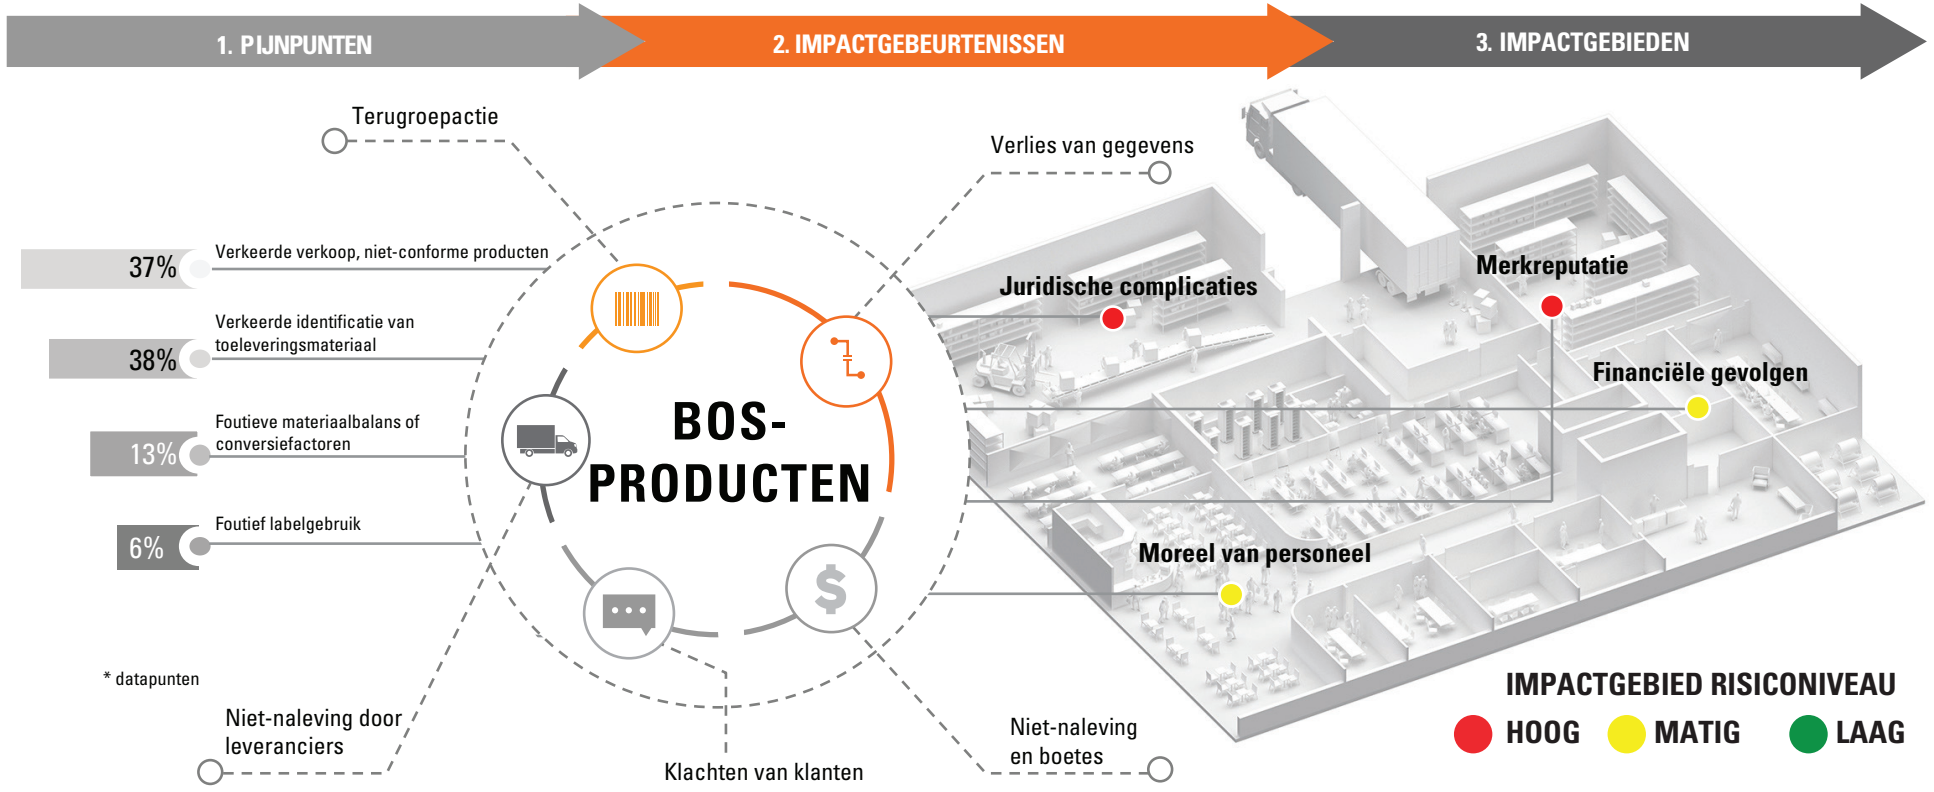 1. PIJNPUNTEN
2. IMPACTGEBEURTENISSEN
3. IMPACTGEBIEDEN
Terugroepactie
Verlies van gegevens
37%
Verkeerde verkoop, niet-conforme producten
38%
Verkeerde identificatie van
toeleveringsmateriaal
13%
Foutieve materiaalbalans of
conversiefactoren
6%
Foutief labelgebruik
* datapunten
BOS-
PRODUCTEN
$
Niet-naleving door
leveranciers
Klachten van klanten
Niet-naleving
en boetes
Juridische complicaties
Merkreputatie
Financiële gevolgen
Moreel van personeel
IMPACTGEBIED RISICONIVEAU
HOOG
MATIG
LAAG